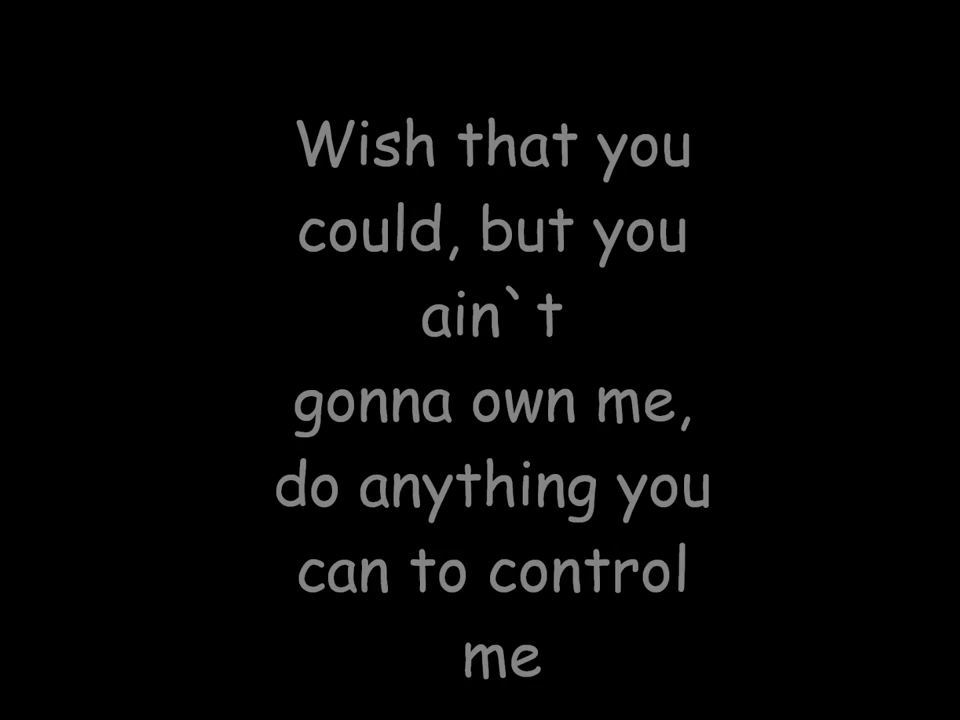 Wish that you
could, but you
ain`t
gonna own me,
do anything you
can to control
me